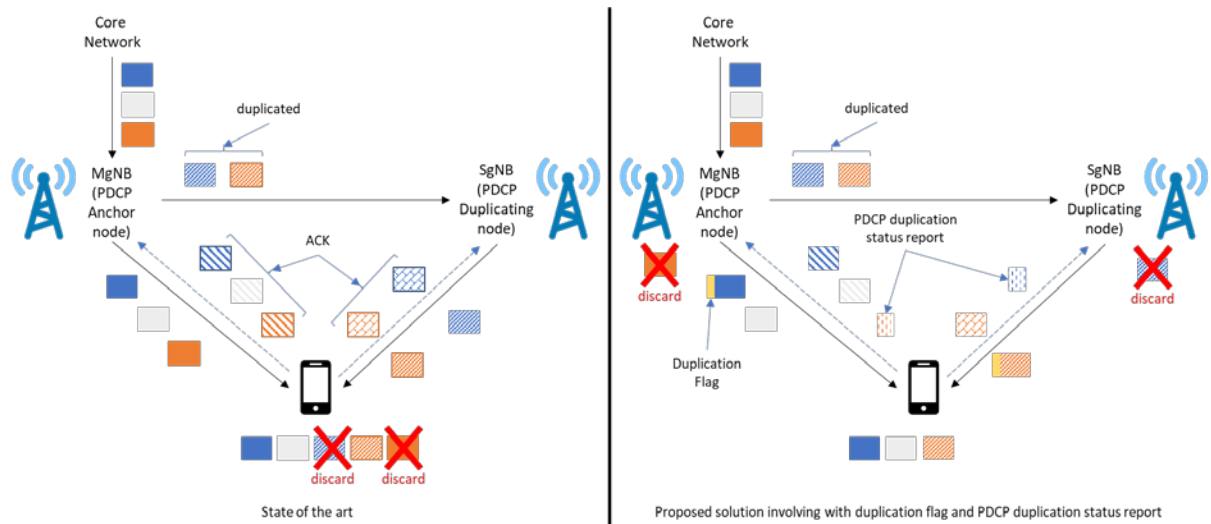 Core
Network
duplicated
MgNB
(PDCP
Anchor
node)
SgNB
(PDCP
Duplicating
node)
ACK
discard
discard
State of the art
Core
Network
duplicated
MgNB
(PDCP
Anchor
node)
SgNB
(PDCP
Duplicating
node)
PDCP duplication
status report
discard
discard
Duplication
Flag
Proposed solution involving with duplication flag and PDCP duplication status report